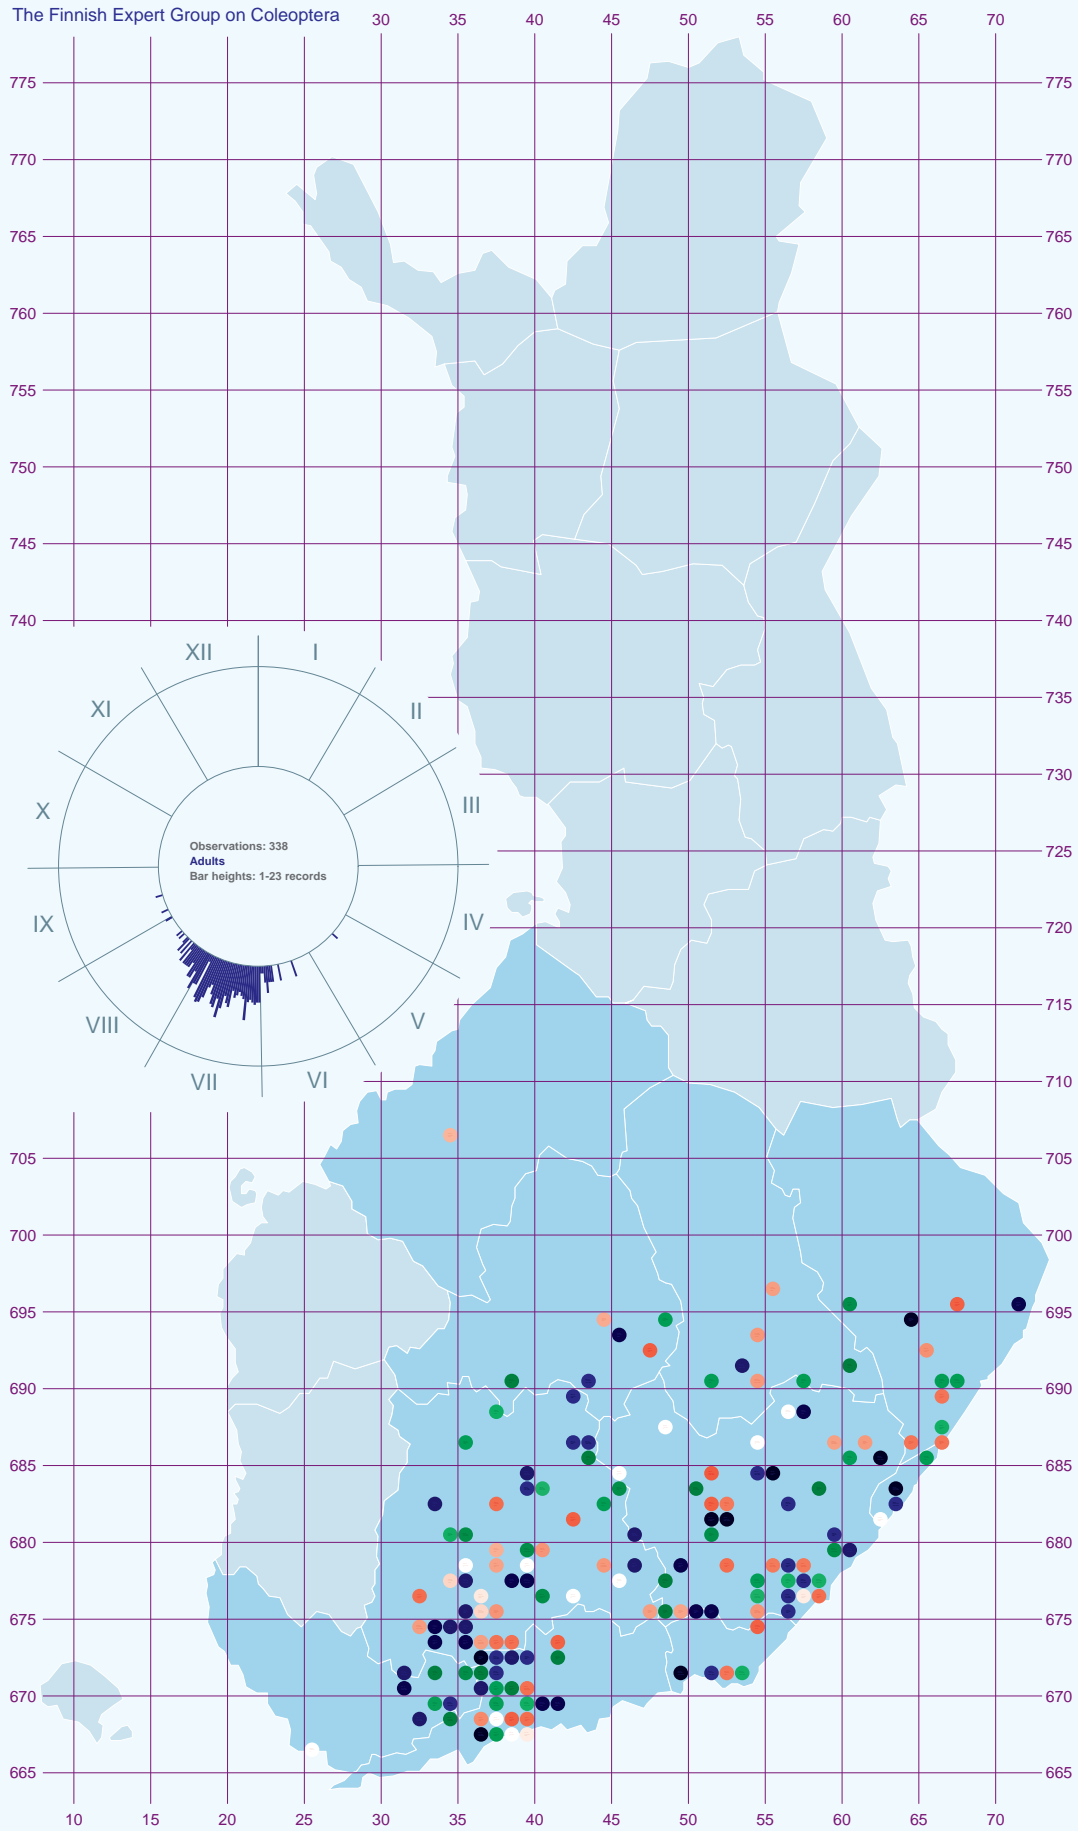 The Finnish Expert Group on Coleoptera
30 35 40 45 50 55 60 65 70
775 775
770 770
765 765
760 760
755 755
750 750
745 745
740 740
XII I
735
XI II
730
X III
Observations: 338
725
Adults
Bar heights: 1-23 records
IX IV
720
715
VIII V
VII VI
710
705 705
700 700
695 695
690 690
685 685
680 680
675 675
670 670
665 665
10 15 20 25 30 35 40 45 50 55 60 65 70